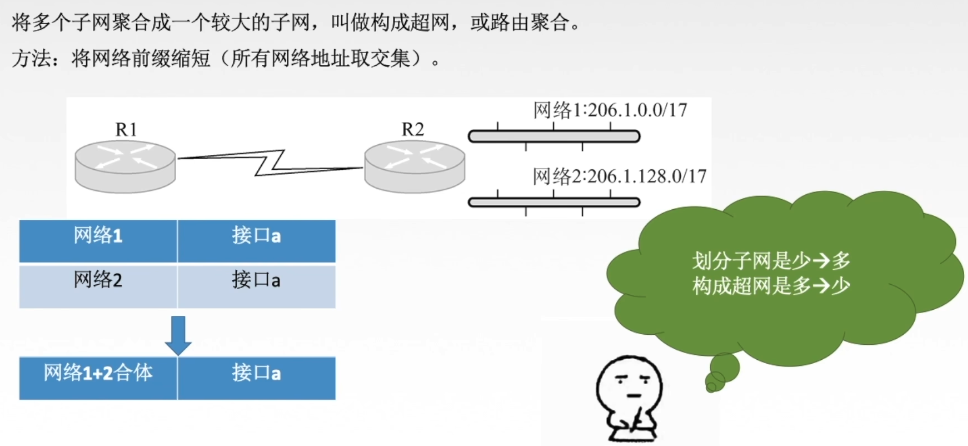 将多个子网聚合成一个较大的子网，叫做构成超网，或路由聚合。
方法：将网络前缀缩短（所有网络地址取交集）。
R1
R2
网络1:206.1.0.0/17
网络2:206.1.128.0/17
网络1 接口a
网络2 接口a
网络1+2合体 接口a
划分子网是少→多
构成超网是多→少